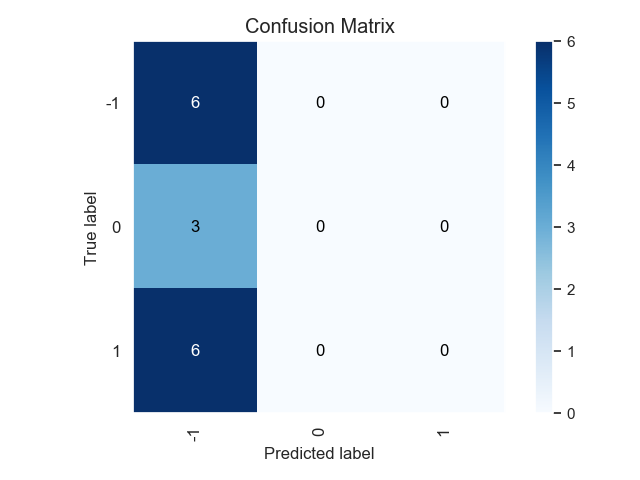 Confusion Matrix
-1 6 0 0
0 3 0 0
1 6 0 0
-1 0 1
True label
Predicted label
6
5
4
3
2
1
0